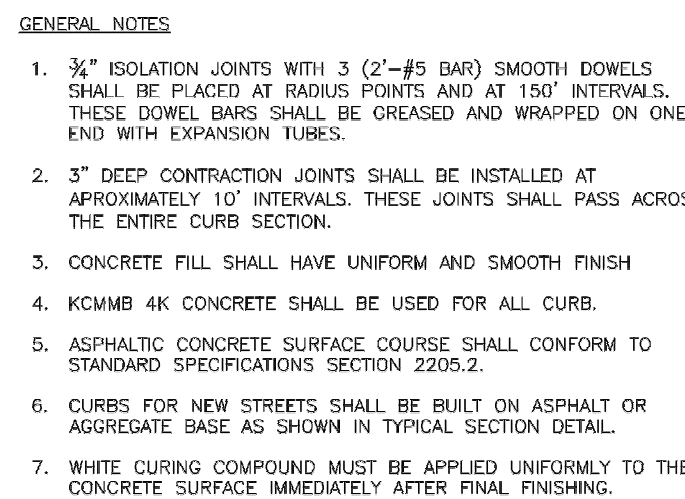 GENERAL NOTES
1. ¾" ISOLATION JOINTS WITH 3 (2'-#5 BAR) SMOOTH DOWELS
SHALL BE PLACED AT RADIUS POINTS AND AT 150' INTERVALS.
THESE DOWEL BARS SHALL BE GREASED AND WRAPPED ON ONE
END WITH EXPANSION TUBES.
2. 3" DEEP CONTRACTION JOINTS SHALL BE INSTALLED AT
APROXIMATELY 10' INTERVALS. THESE JOINTS SHALL PASS ACROS
THE ENTIRE CURB SECTION.
3. CONCRETE FILL SHALL HAVE UNIFORM AND SMOOTH FINISH
4. KCMMB 4K CONCRETE SHALL BE USED FOR ALL CURB.
5. ASPHALTIC CONCRETE SURFACE COURSE SHALL CONFORM TO
STANDARD SPECIFICATIONS SECTION 2205.2.
6. CURBS FOR NEW STREETS SHALL BE BUILT ON ASPHALT OR
AGGREGATE BASE AS SHOWN IN TYPICAL SECTION DETAIL.
7. WHITE CURING COMPOUND MUST BE APPLIED UNIFORMLY TO THE
CONCRETE SURFACE IMMEDIATELY AFTER FINAL FINISHING.